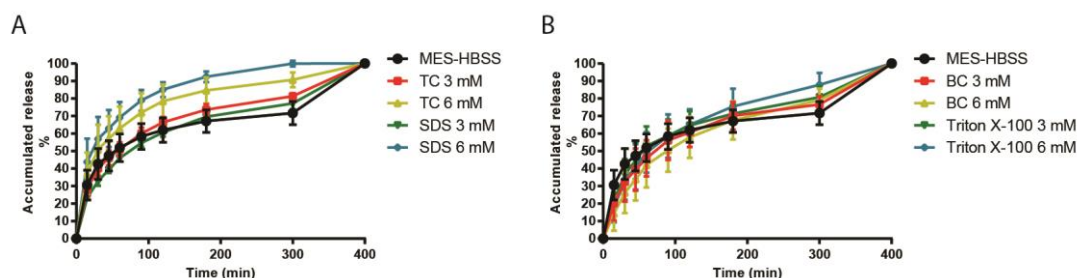 A
Accumulated release
%
100
90
80
70
60
50
40
30
20
10
0
0
100
200
300
400
Time (min)
MES-HBSS
TC 3 mM
TC 6 mM
SDS 3 mM
SDS 6 mM
B
Accumulated release
%
100
90
80
70
60
50
40
30
20
10
0
0
100
200
300
400
Time (min)
MES-HBSS
BC 3 mM
BC 6 mM
Triton X-100 3 mM
Triton X-100 6 mM